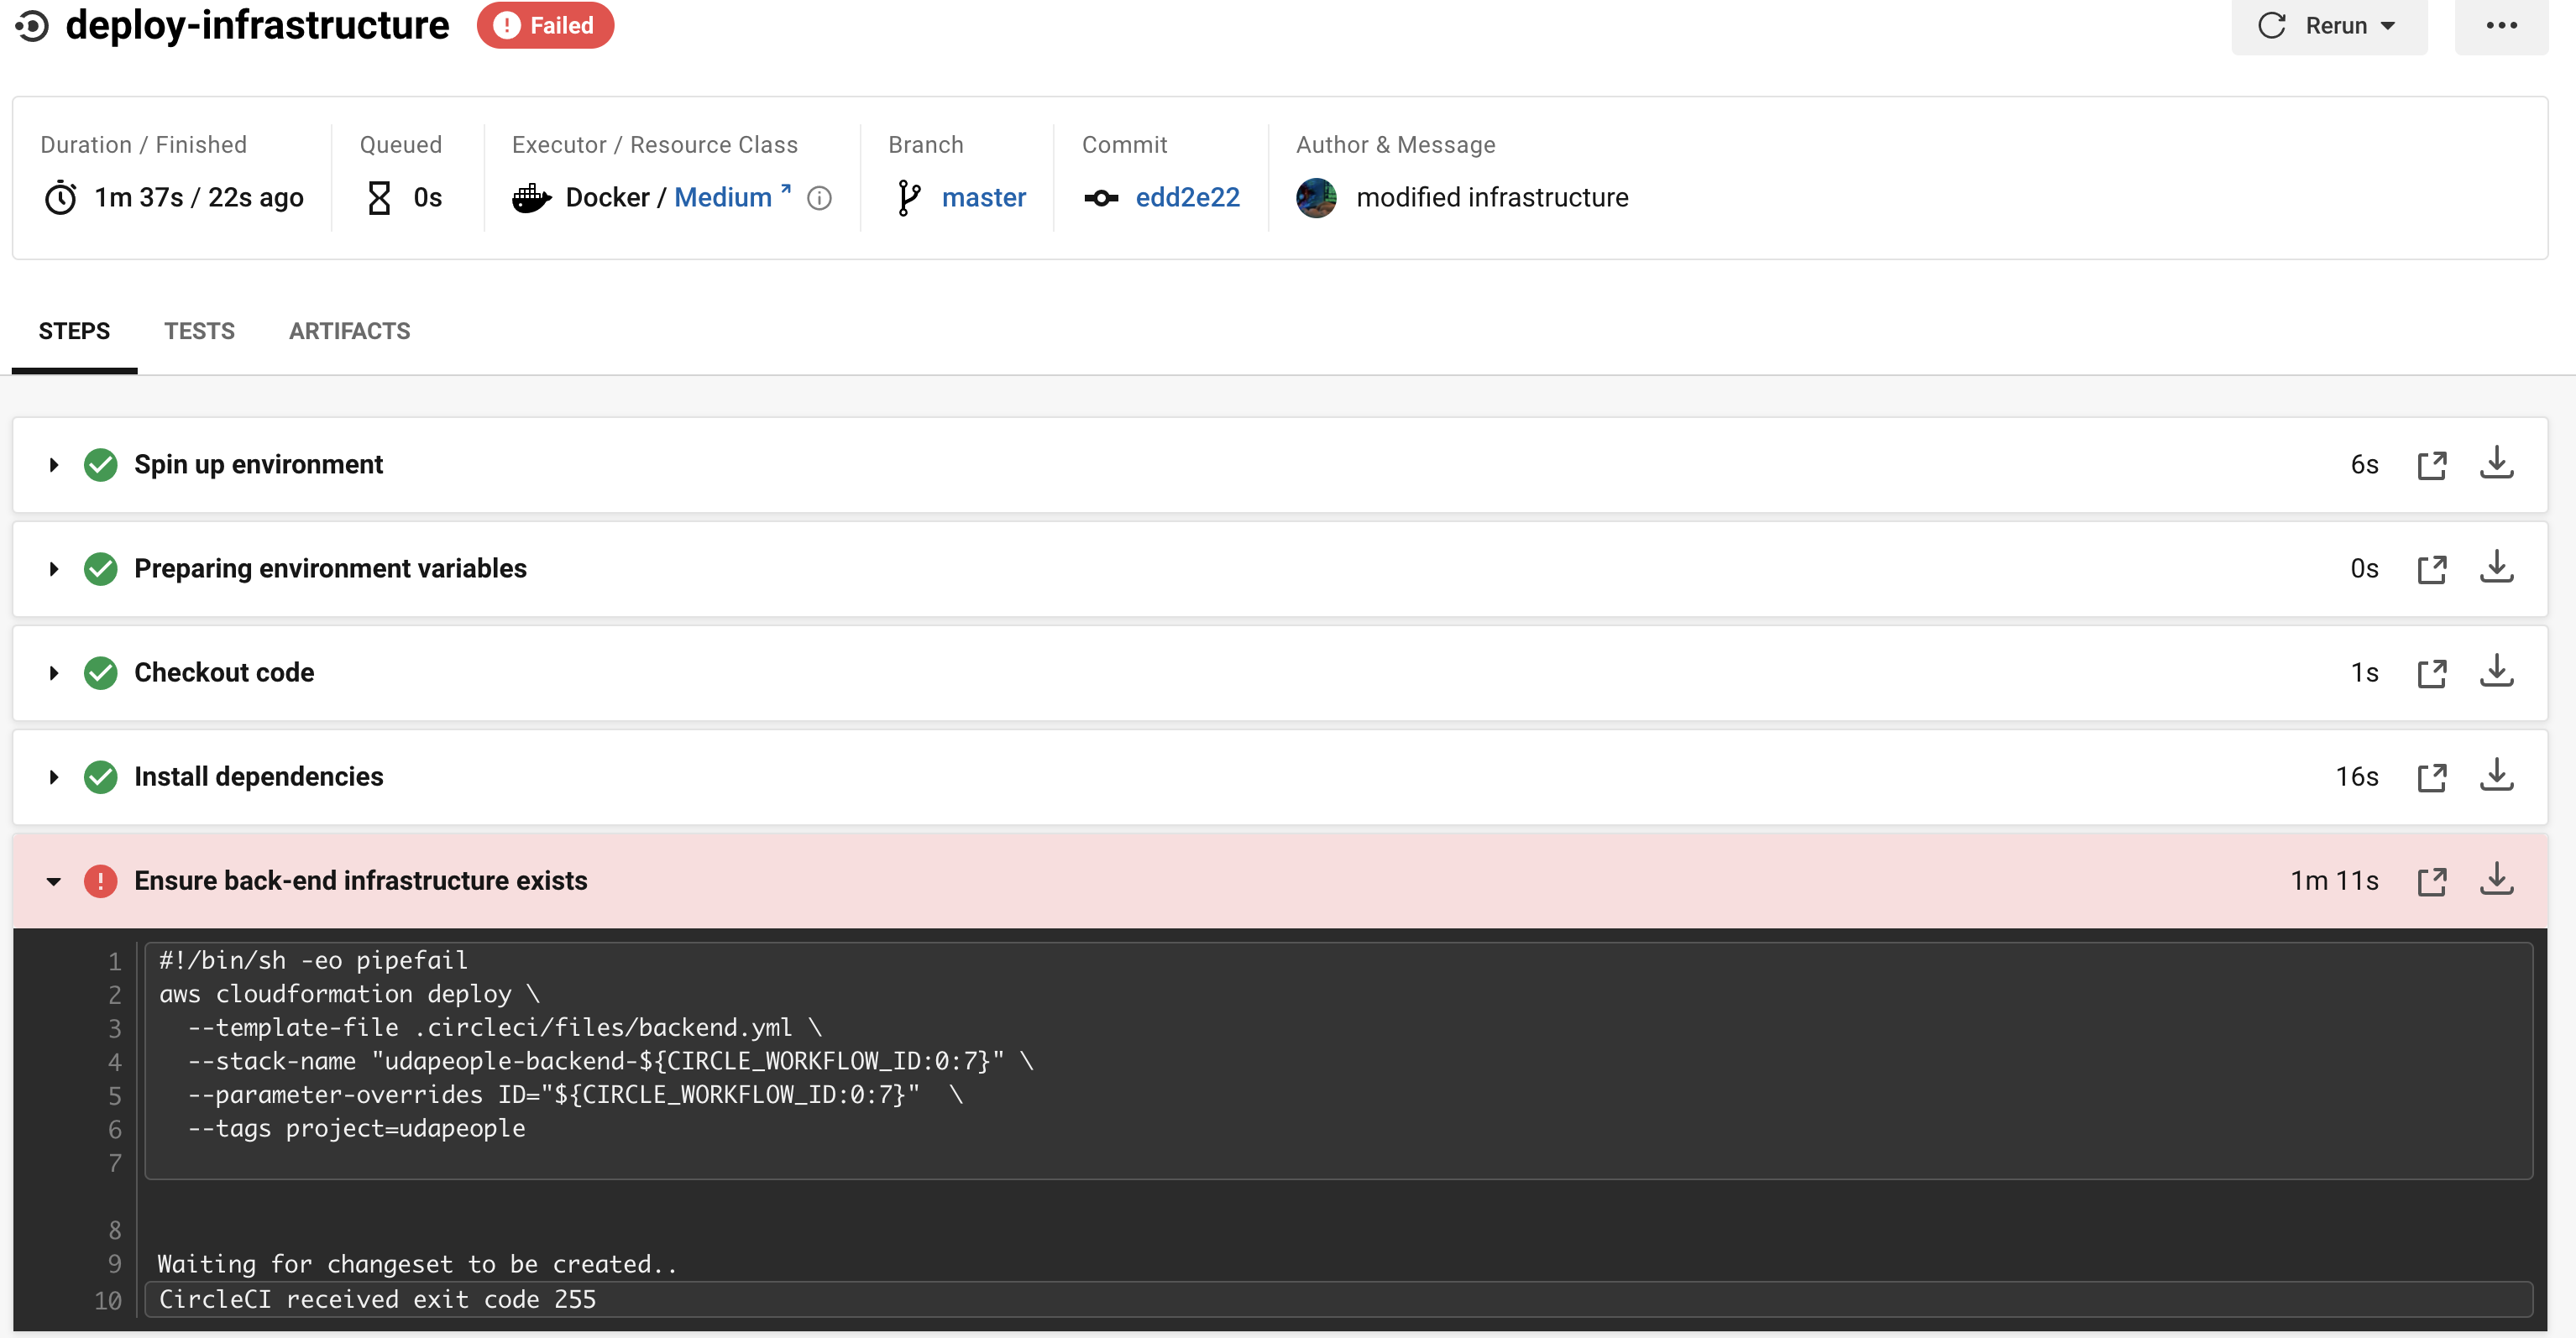 deploy-infrastructure Failed Rerun
Duration / Finished Queued Executor / Resource Class Branch Commit Author & Message
1m 37s / 22s ago 0s Docker / Medium master edd2e22 modified infrastructure
STEPS TESTS ARTIFACTS
Spin up environment 6s
Preparing environment variables 0s
Checkout code 1s
Install dependencies 16s
Ensure back-end infrastructure exists 1m 11s
1 #!/bin/sh -eo pipefail
2 aws cloudformation deploy \
3 --template-file .circleci/files/backend.yml \
4 --stack-name "udapeople-backend-${CIRCLE_WORKFLOW_ID:0:7}" \
5 --parameter-overrides ID="${CIRCLE_WORKFLOW_ID:0:7}" \
6 --tags project=udapeople
7
8
9 Waiting for changeset to be created..
10 CircleCI received exit code 255